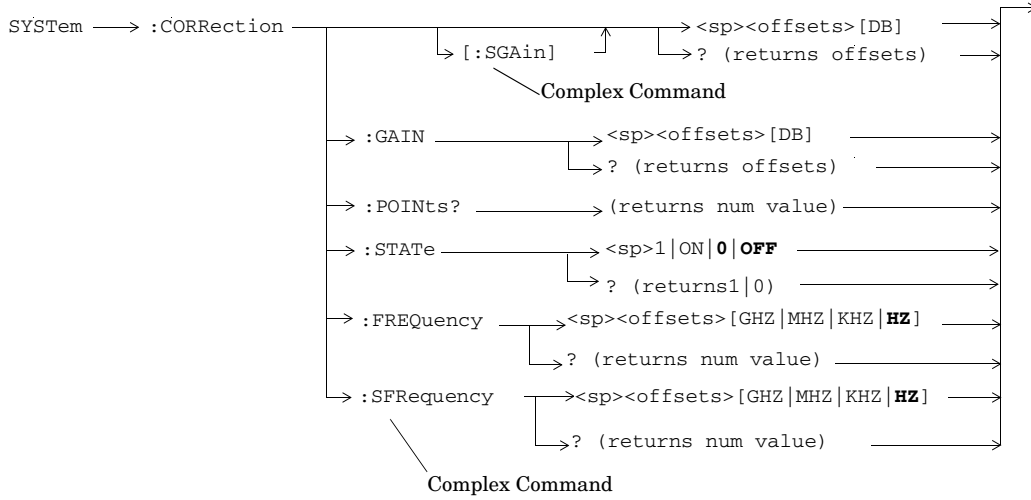 SYSTem :CORRection <sp><offsets>[DB]
[:SGAin] ? (returns offsets)
Complex Command
:GAIN <sp><offsets>[DB]
? (returns offsets)
:POINts? (returns num value)
:STATe <sp>1|ON|0|OFF
? (returns1|0)
:FREQuency <sp><offsets>[GHZ|MHZ|KHZ|HZ]
? (returns num value)
:SFRequency <sp><offsets>[GHZ|MHZ|KHZ|HZ]
? (returns num value)
Complex Command